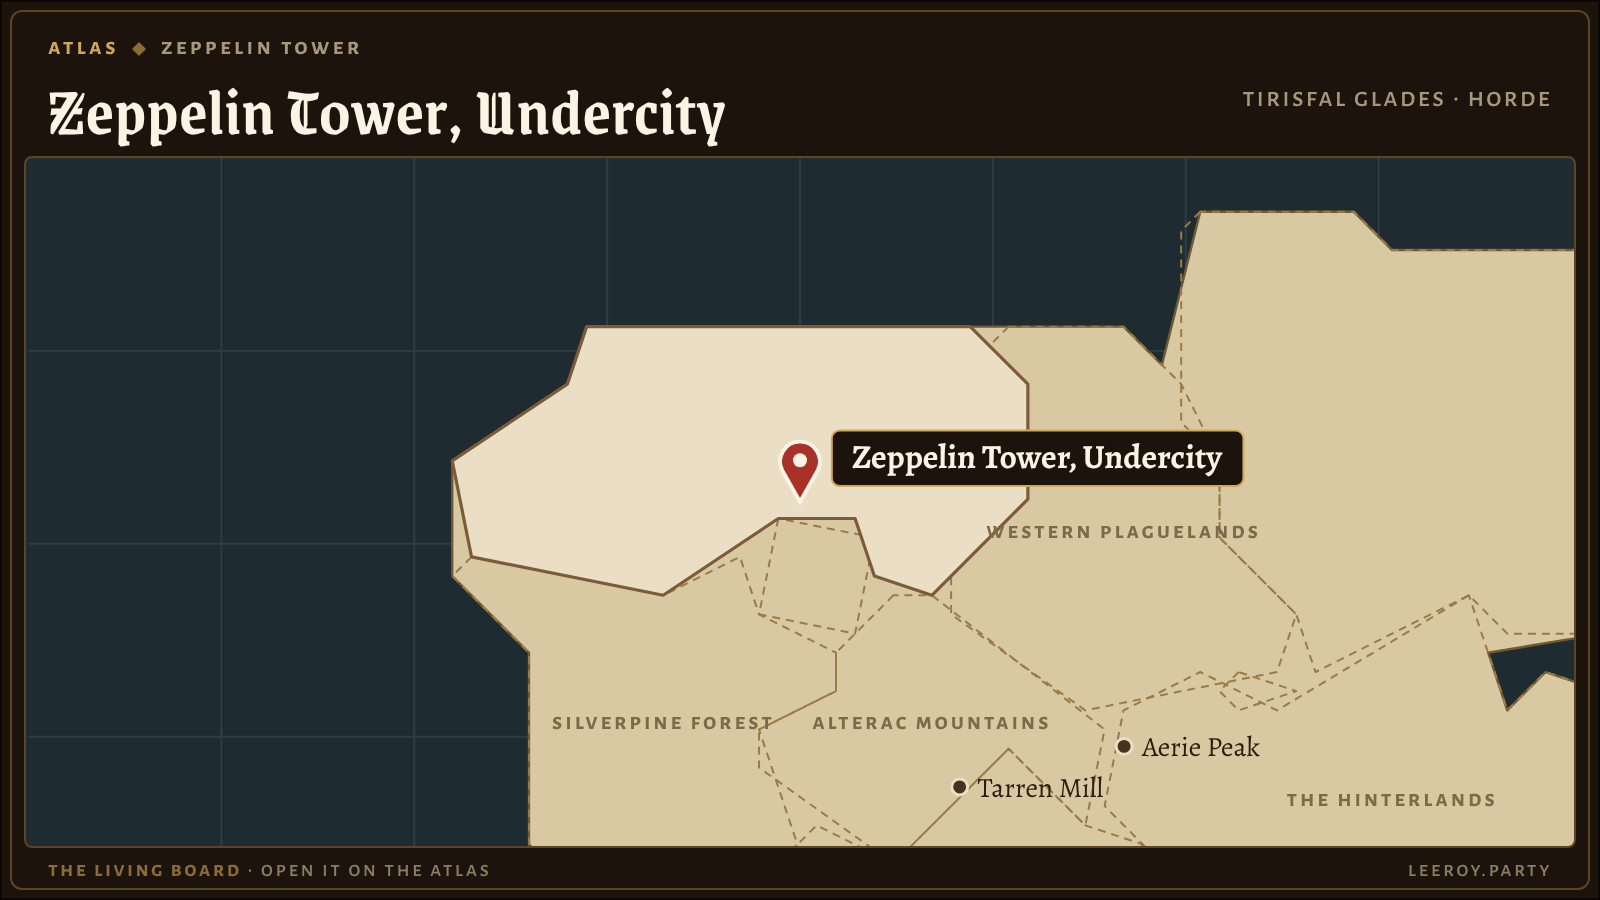 ATLAS ◆ ZEPPELIN TOWER
Zeppelin Tower, Undercity
TIRISFAL GLADES · HORDE
Zeppelin Tower, Undercity
WESTERN PLAGUELANDS
SILVERPINE FOREST
ALTERAC MOUNTAINS
Aerie Peak
Tarren Mill
THE HINTERLANDS
THE LIVING BOARD · OPEN IT ON THE ATLAS
LEEROY.PARTY